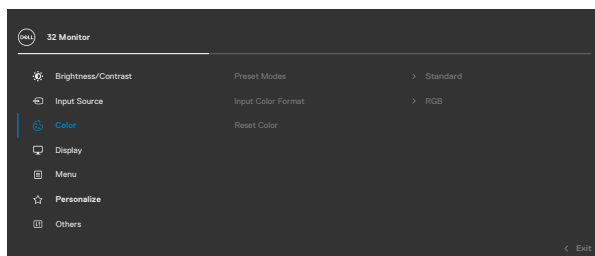 DELL 32 Monitor
Brightness/Contrast Preset Modes > Standard
Input Source Input Color Format > RGB
Color Reset Color
Display
Menu
Personalize
Others
< Exit